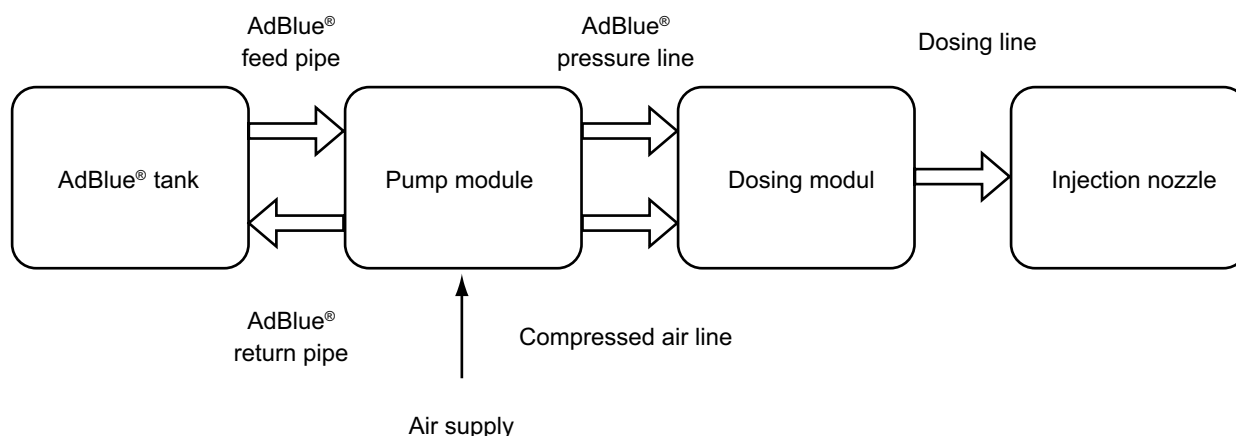 AdBlue®
feed pipe
AdBlue®
pressure line
Dosing line
AdBlue® tank
Pump module
Dosing modul
Injection nozzle
AdBlue®
return pipe
Compressed air line
Air supply